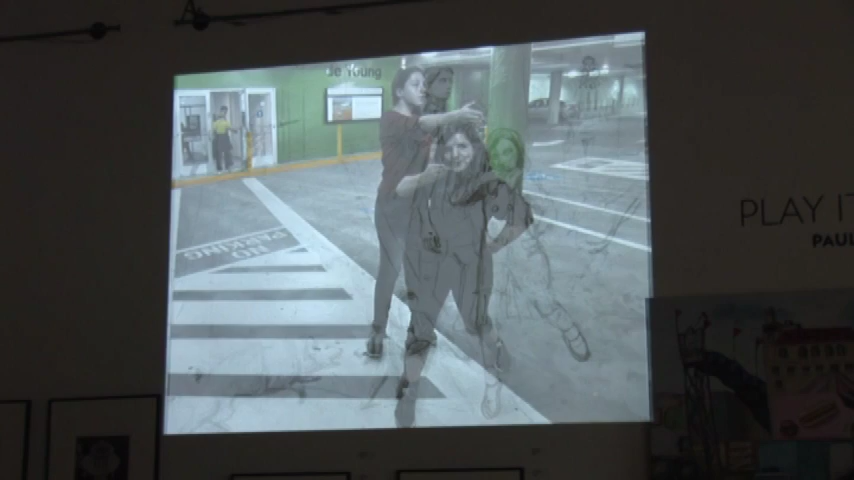 de Young
NO
PARKING
PLAY IT
PAUL